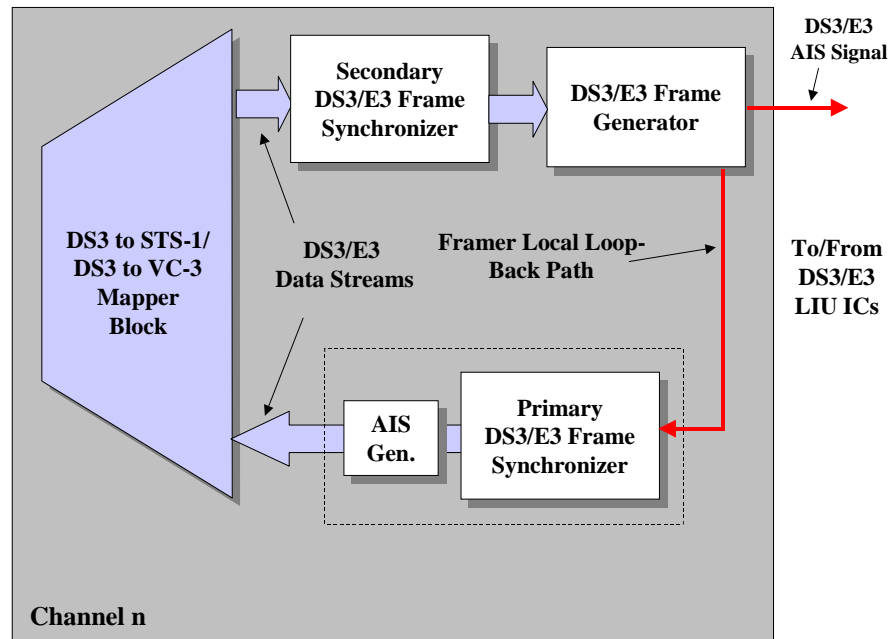 DS3/E3
AIS Signal
Secondary
DS3/E3 Frame
Synchronizer
DS3/E3 Frame
Generator
DS3 to STS-1/
DS3 to VC-3
Mapper
Block
DS3/E3
Data Streams
Framer Local Loop-
Back Path
To/From
DS3/E3
LIU ICs
AIS
Gen.
Primary
DS3/E3 Frame
Synchronizer
Channel n